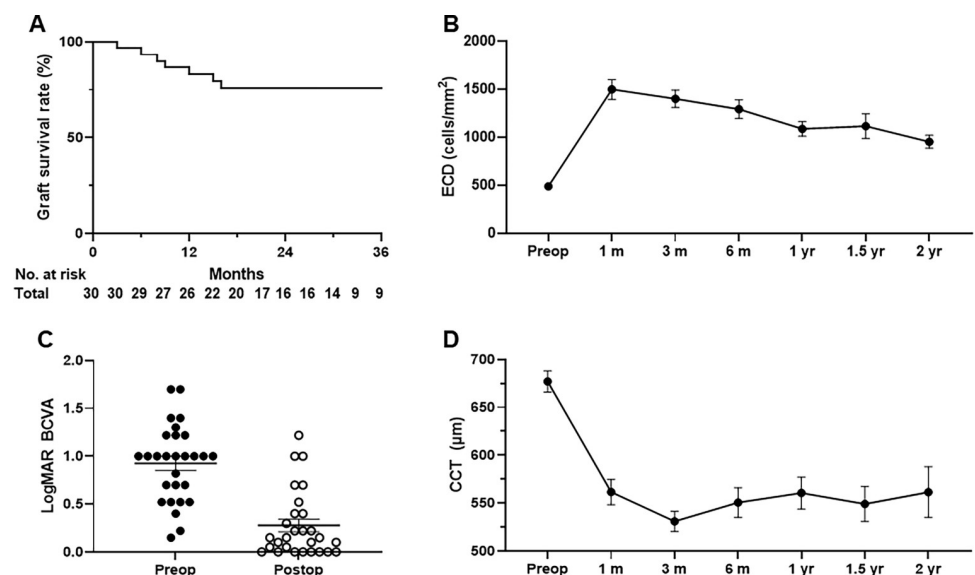 A
Graft survival rate (%)
100
50
0
0 12 24 36
No. at risk Months
Total 30 30 29 27 26 22 20 17 16 16 14 9 9
B
ECD (cells/mm²)
2000
1500
1000
500
0
Preop 1 m 3 m 6 m 1 yr 1.5 yr 2 yr
C
LogMAR BCVA
2.0
1.5
1.0
0.5
0.0
Preop Postop
D
CCT (μm)
700
650
600
550
500
Preop 1 m 3 m 6 m 1 yr 1.5 yr 2 yr